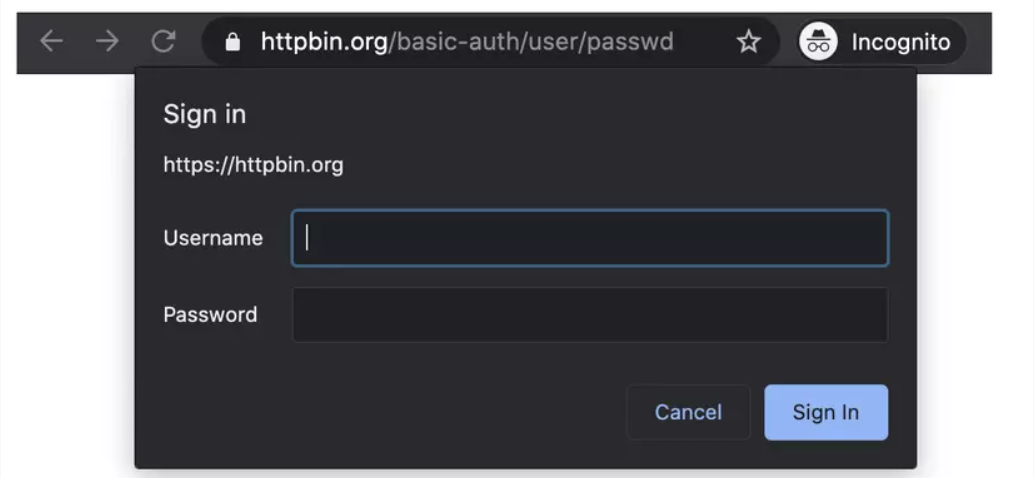 httpbin.org/basic-auth/user/passwd Incognito
Sign in
https://httpbin.org
Username
Password
Cancel Sign In